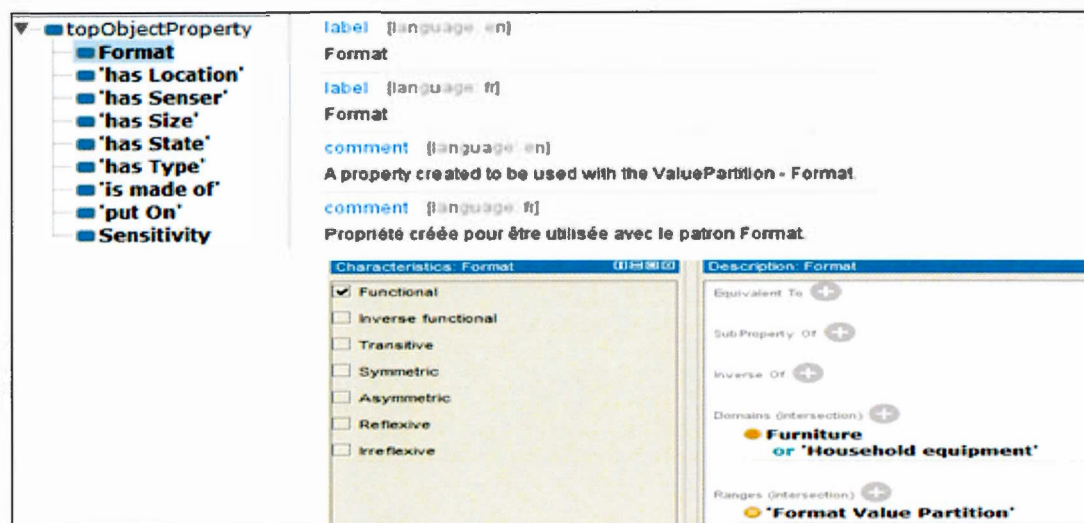 topObjectProperty
Format
'has Location'
'has Senser'
'has Size'
'has State'
'has Type'
'is made of'
'put On'
Sensitivity
label [language: en]
Format
label [language: fr]
Format
comment [language: en]
A property created to be used with the ValuePartition - Format.
comment [language: fr]
Propriété créée pour être utilisée avec le patron Format.
Characteristics: Format
Functional
Inverse functional
Transitive
Symmetric
Asymmetric
Reflexive
Irreflexive
Description: Format
Equivalent To
SubProperty Of
Inverse Of
Domains (intersection)
Furniture
or 'Household equipment'
Ranges (intersection)
'Format Value Partition'